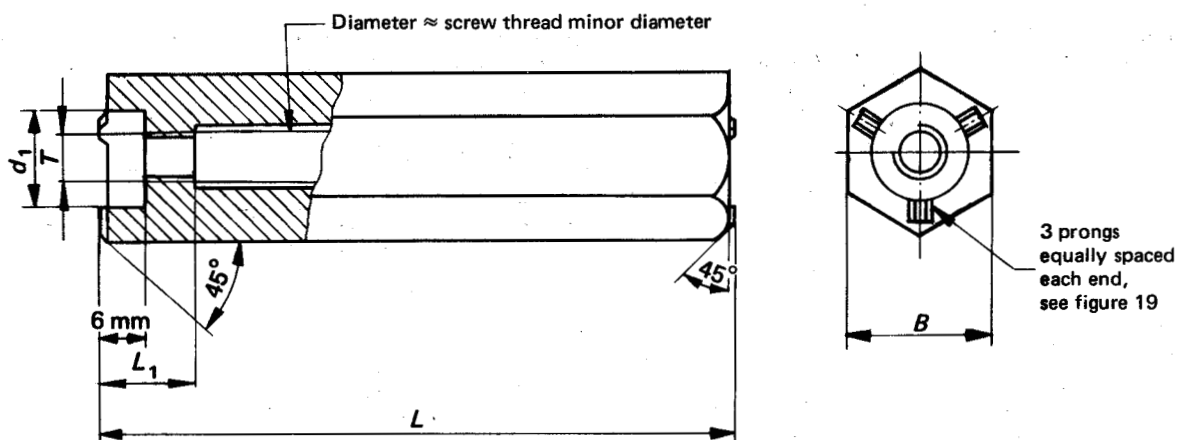 Diameter ≈ screw thread minor diameter
d₁
T
45°
45°
6 mm
L₁
L
B
3 prongs
equally spaced
each end,
see figure 19